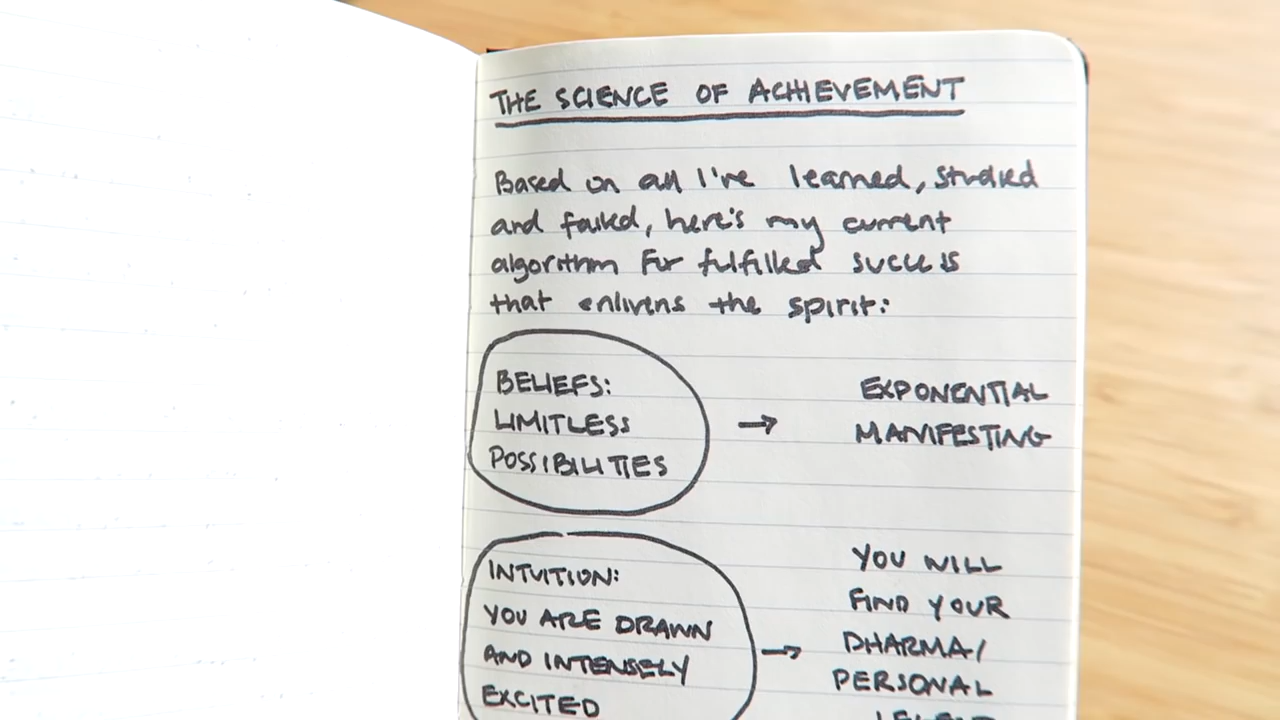 THE SCIENCE OF ACHIEVEMENT
Based on all I've learned, studied
and failed, here's my current
algorithm for fulfilled success
that enlivens the spirit:
BELIEFS:
LIMITLESS
POSSIBILITIES
→
EXPONENTIAL
MANIFESTING
INTUITION:
YOU ARE DRAWN
AND INTENSELY
EXCITED
→
YOU WILL
FIND YOUR
DHARMA/
PERSONAL